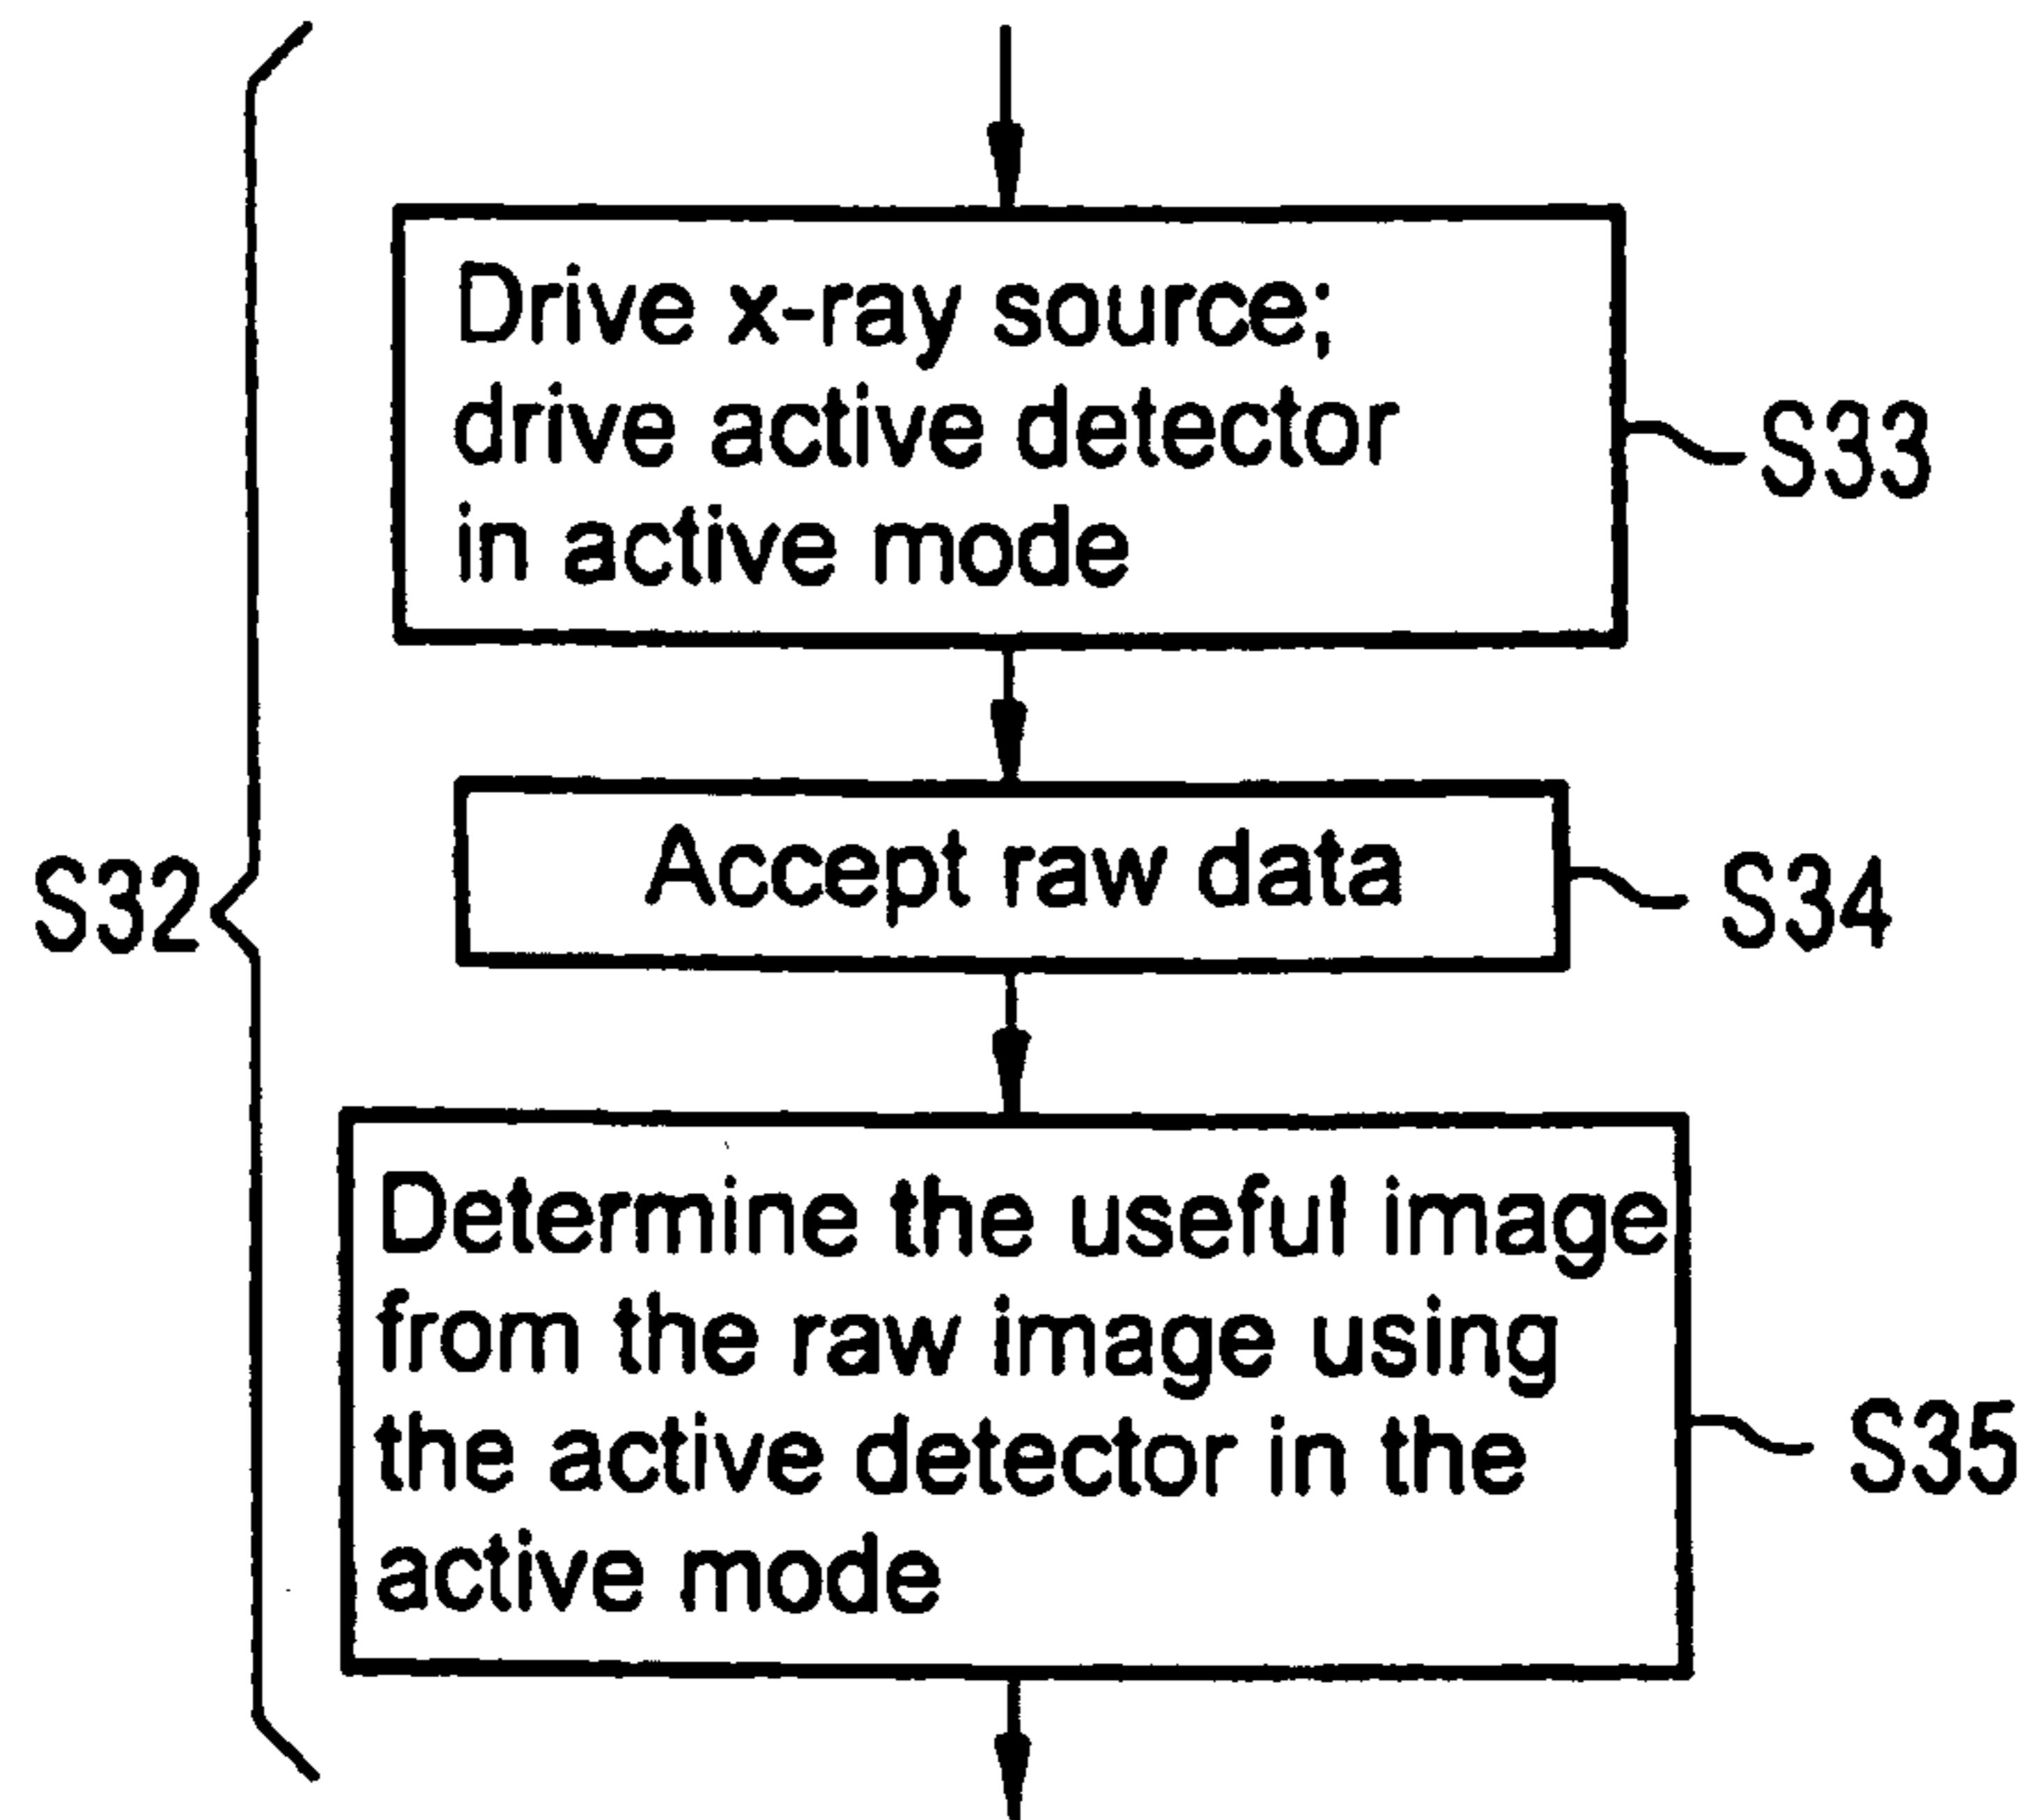 Drive x-ray source;
drive active detector
in active mode
S33
S32
Accept raw data
S34
Determine the useful image
from the raw image using
the active detector in the
active mode
S35